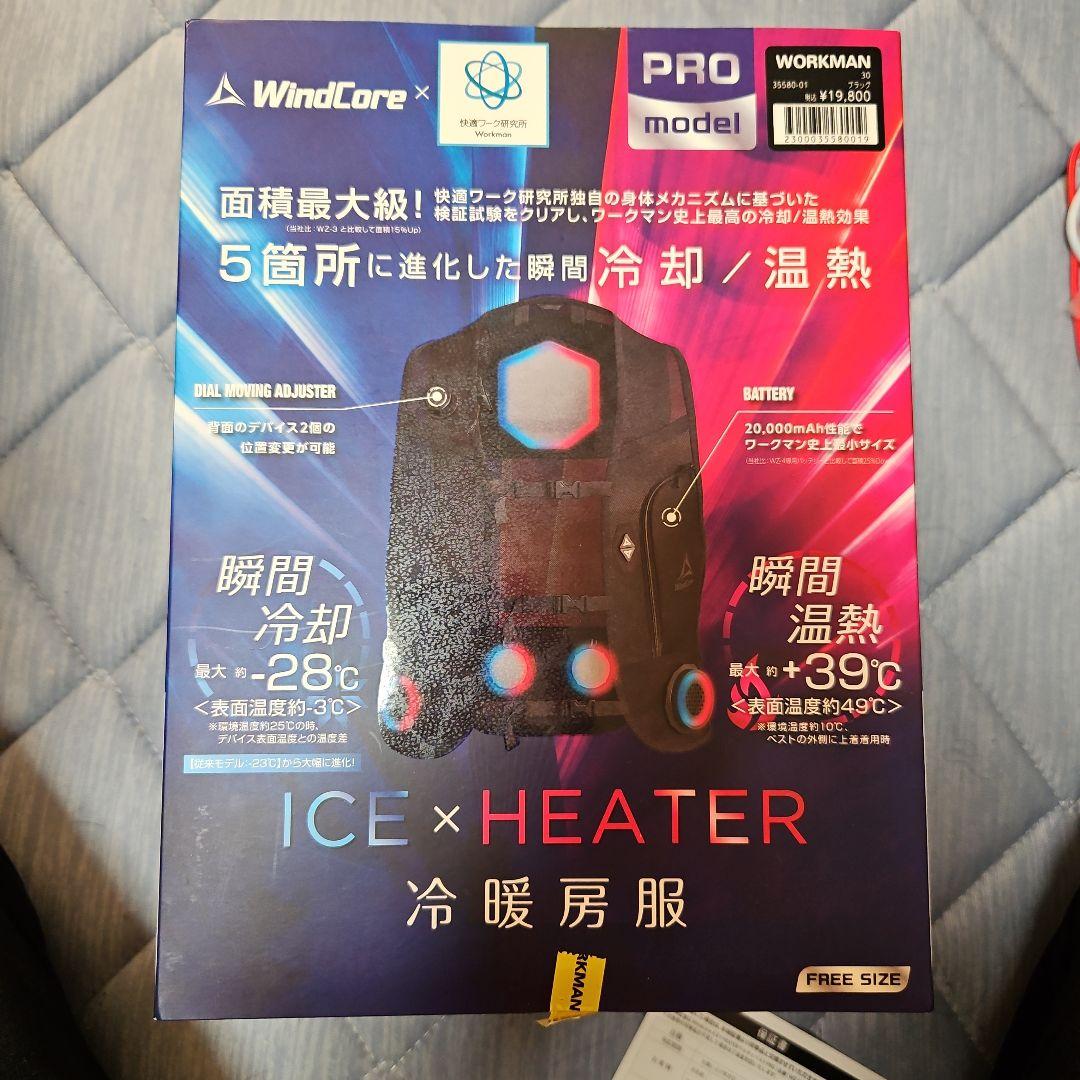 WindCore ×
快適ワーク研究所
Workman
PRO
model
WORKMAN
30
35580-01 ブラック
税込 ¥19,800
2300035580019
面積最大級!
(当社比:WZ-3 と比較して面積15%Up)
快適ワーク研究所独自の身体メカニズムに基づいた
検証試験をクリアし、ワークマン史上最高の冷却/温熱効果
5箇所に進化した瞬間 冷却/温熱
DIAL MOVING ADJUSTER
背面のデバイス2個の
位置変更が可能
BATTERY
20,000mAh性能で
ワークマン史上最小サイズ
瞬間
冷却
最大 約 -28℃
<表面温度約-3℃>
※環境温度約25℃の時、
デバイス表面温度との温度差
【従来モデル:-23℃】から大幅に進化!
瞬間
温熱
最大 約 +39℃
<表面温度約49℃>
※環境温度約10℃、
ベストの外側に上着着用時
ICE × HEATER
冷暖房服
RKMAN
FREE SIZE
保証書